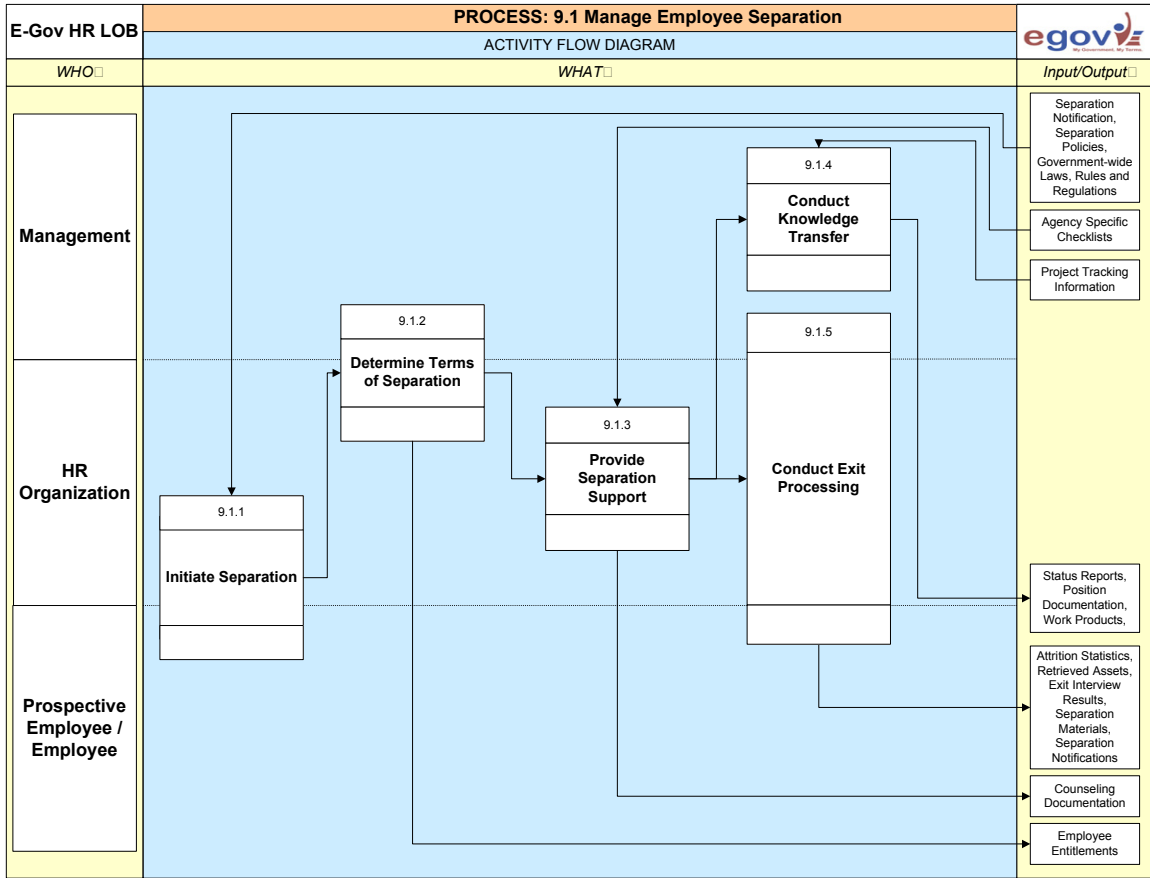 E-Gov HR LOB
PROCESS: 9.1 Manage Employee Separation
ACTIVITY FLOW DIAGRAM
egov
My Government. My Terms.
WHO□
WHAT□
Input/Output□
Management
HR
Organization
Prospective
Employee /
Employee
9.1.1
Initiate Separation
9.1.2
Determine Terms
of Separation
9.1.3
Provide
Separation
Support
9.1.4
Conduct
Knowledge
Transfer
9.1.5
Conduct Exit
Processing
Separation
Notification,
Separation
Policies,
Government-wide
Laws, Rules and
Regulations
Agency Specific
Checklists
Project Tracking
Information
Status Reports,
Position
Documentation,
Work Products,
Attrition Statistics,
Retrieved Assets,
Exit Interview
Results,
Separation
Materials,
Separation
Notifications
Counseling
Documentation
Employee
Entitlements